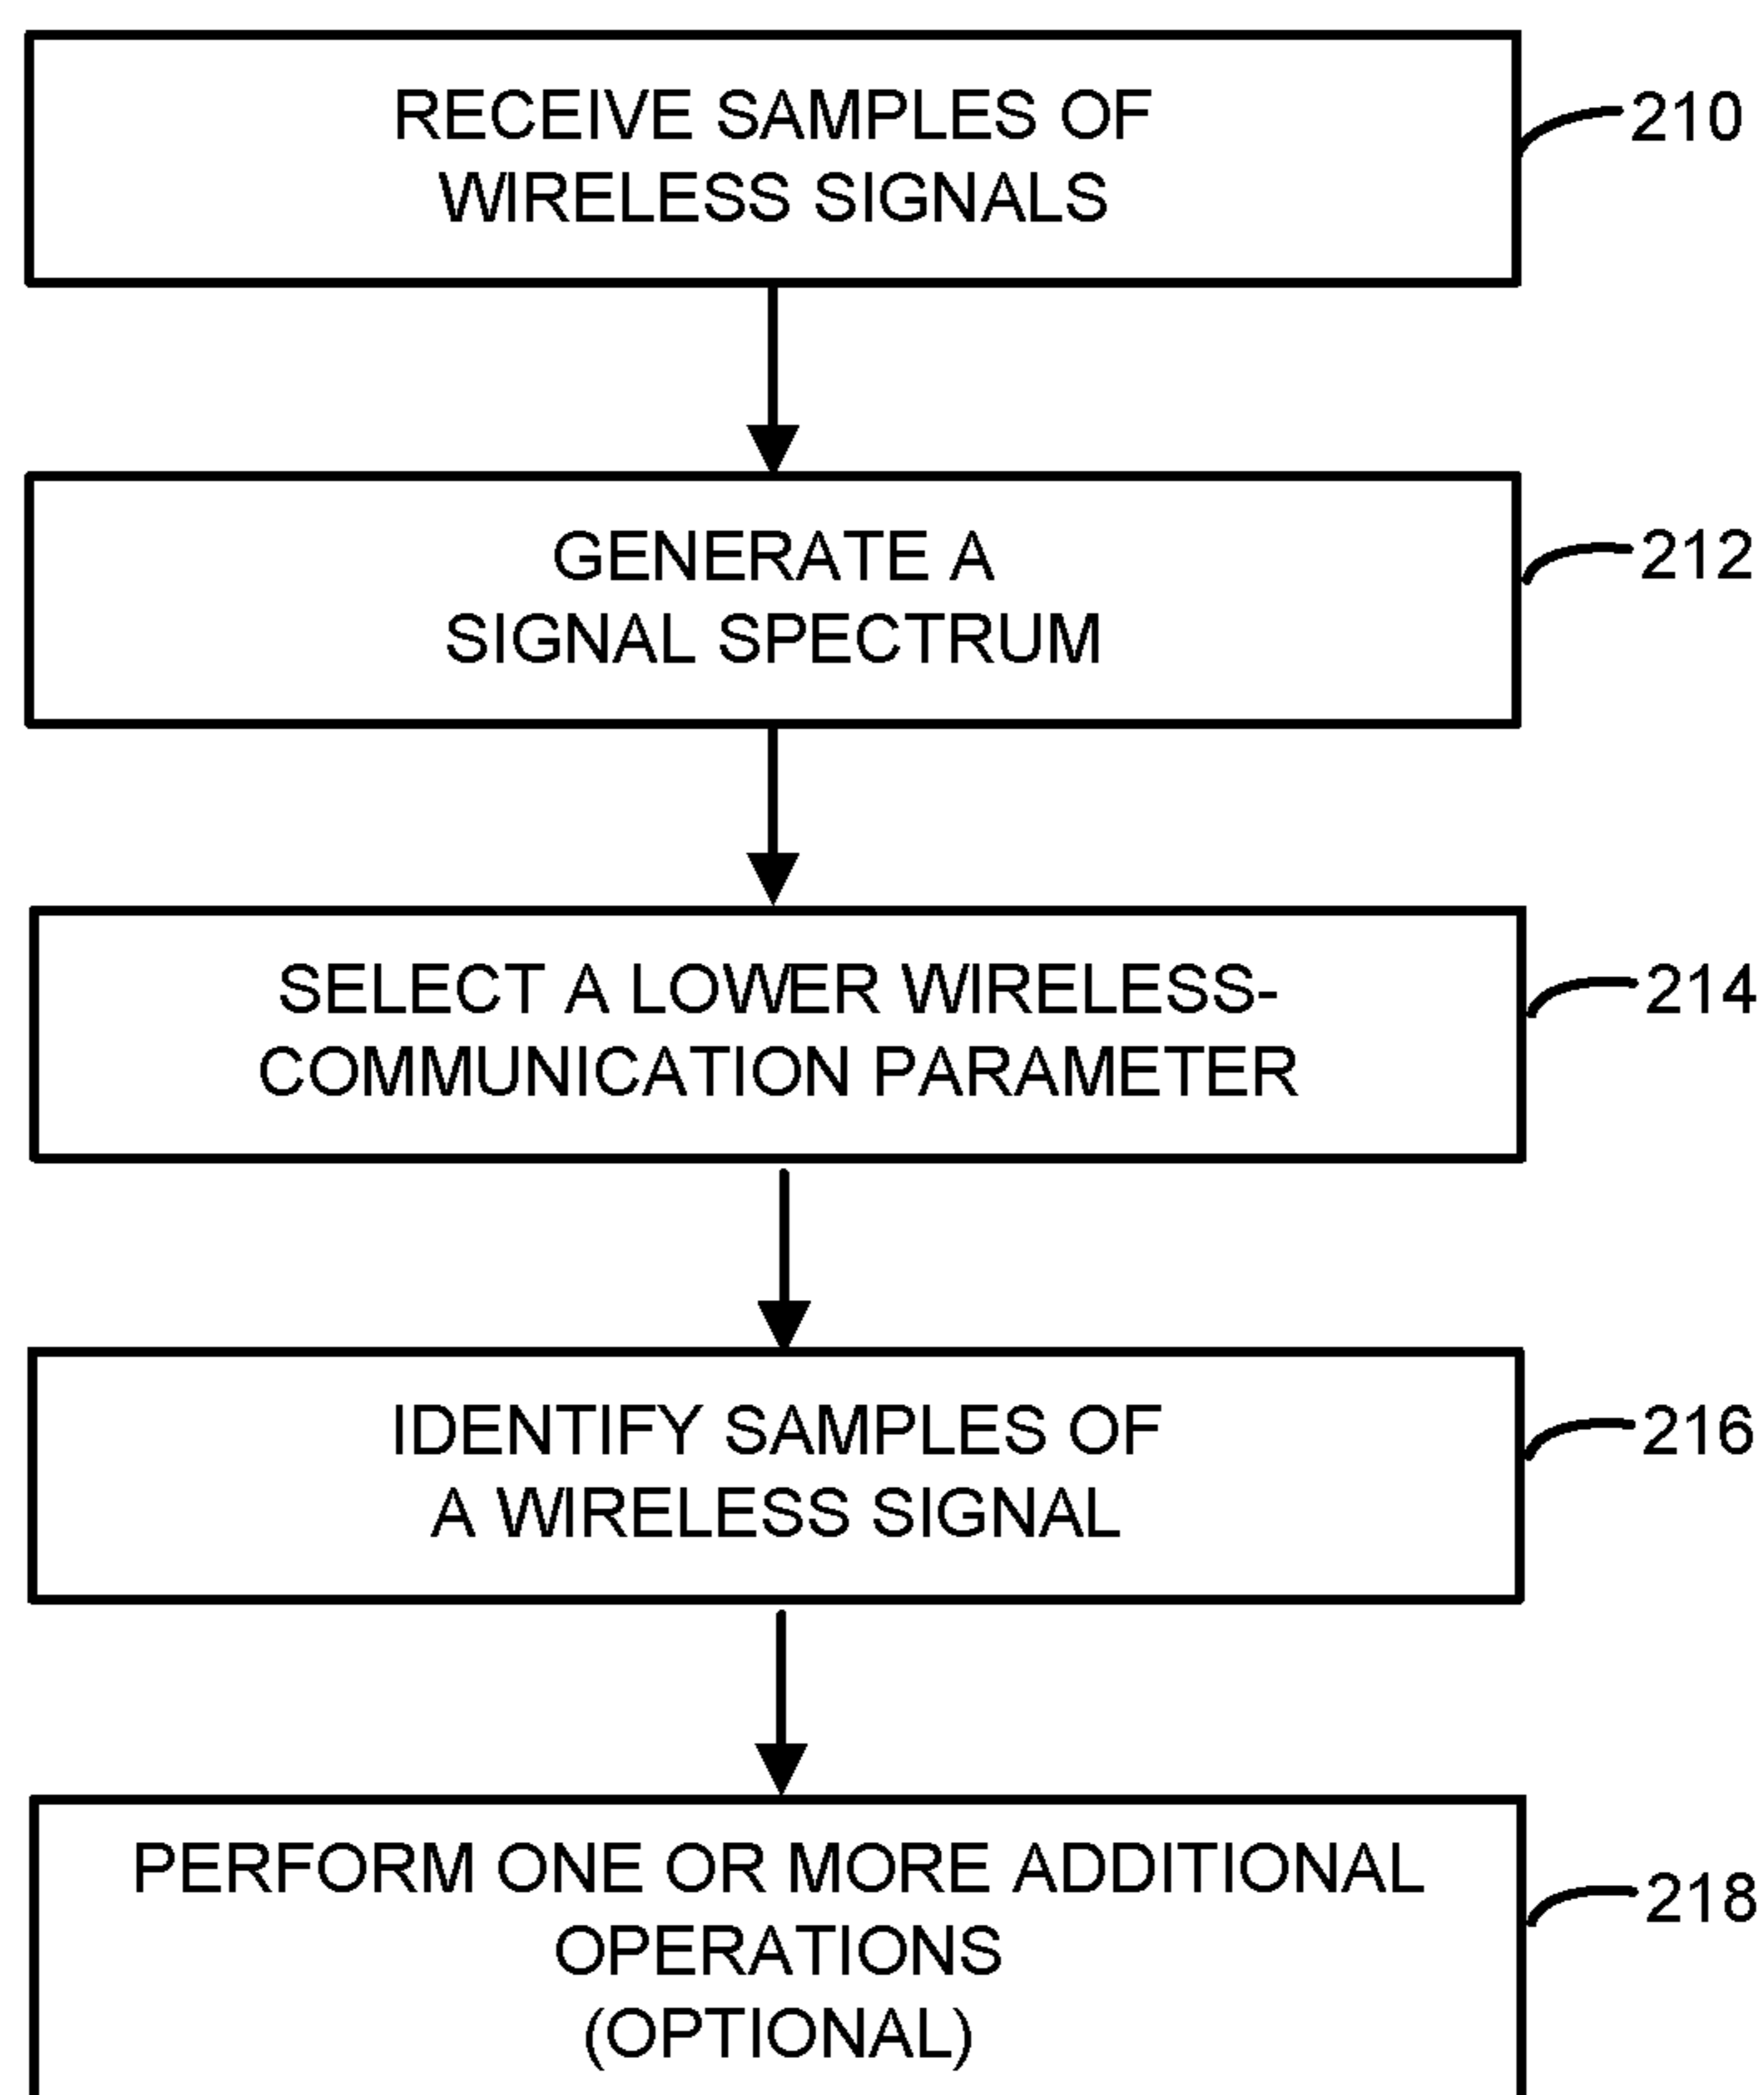 RECEIVE SAMPLES OF
WIRELESS SIGNALS
210
GENERATE A
SIGNAL SPECTRUM
212
SELECT A LOWER WIRELESS-
COMMUNICATION PARAMETER
214
IDENTIFY SAMPLES OF
A WIRELESS SIGNAL
216
PERFORM ONE OR MORE ADDITIONAL
OPERATIONS
(OPTIONAL)
218